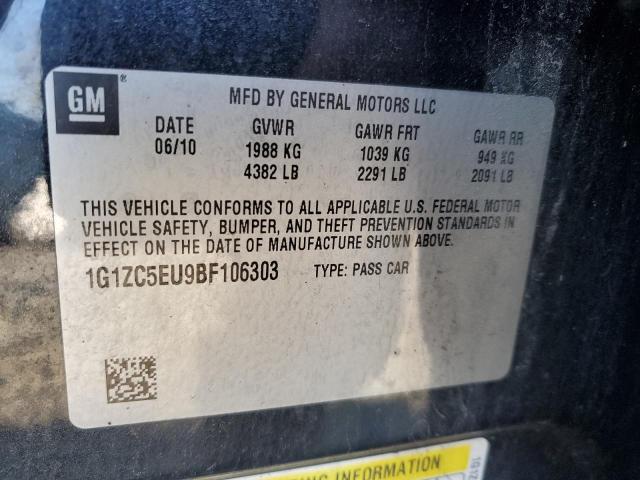 GM
MFD BY GENERAL MOTORS LLC
DATE GVWR GAWR FRT GAWR RR
06/10 1988 KG 1039 KG 949 KG
4382 LB 2291 LB 2091 LB
THIS VEHICLE CONFORMS TO ALL APPLICABLE U.S. FEDERAL MOTOR
VEHICLE SAFETY, BUMPER, AND THEFT PREVENTION STANDARDS IN
EFFECT ON THE DATE OF MANUFACTURE SHOWN ABOVE.
1G1ZC5EU9BF106303 TYPE: PASS CAR
INFORMATION
1G1Z